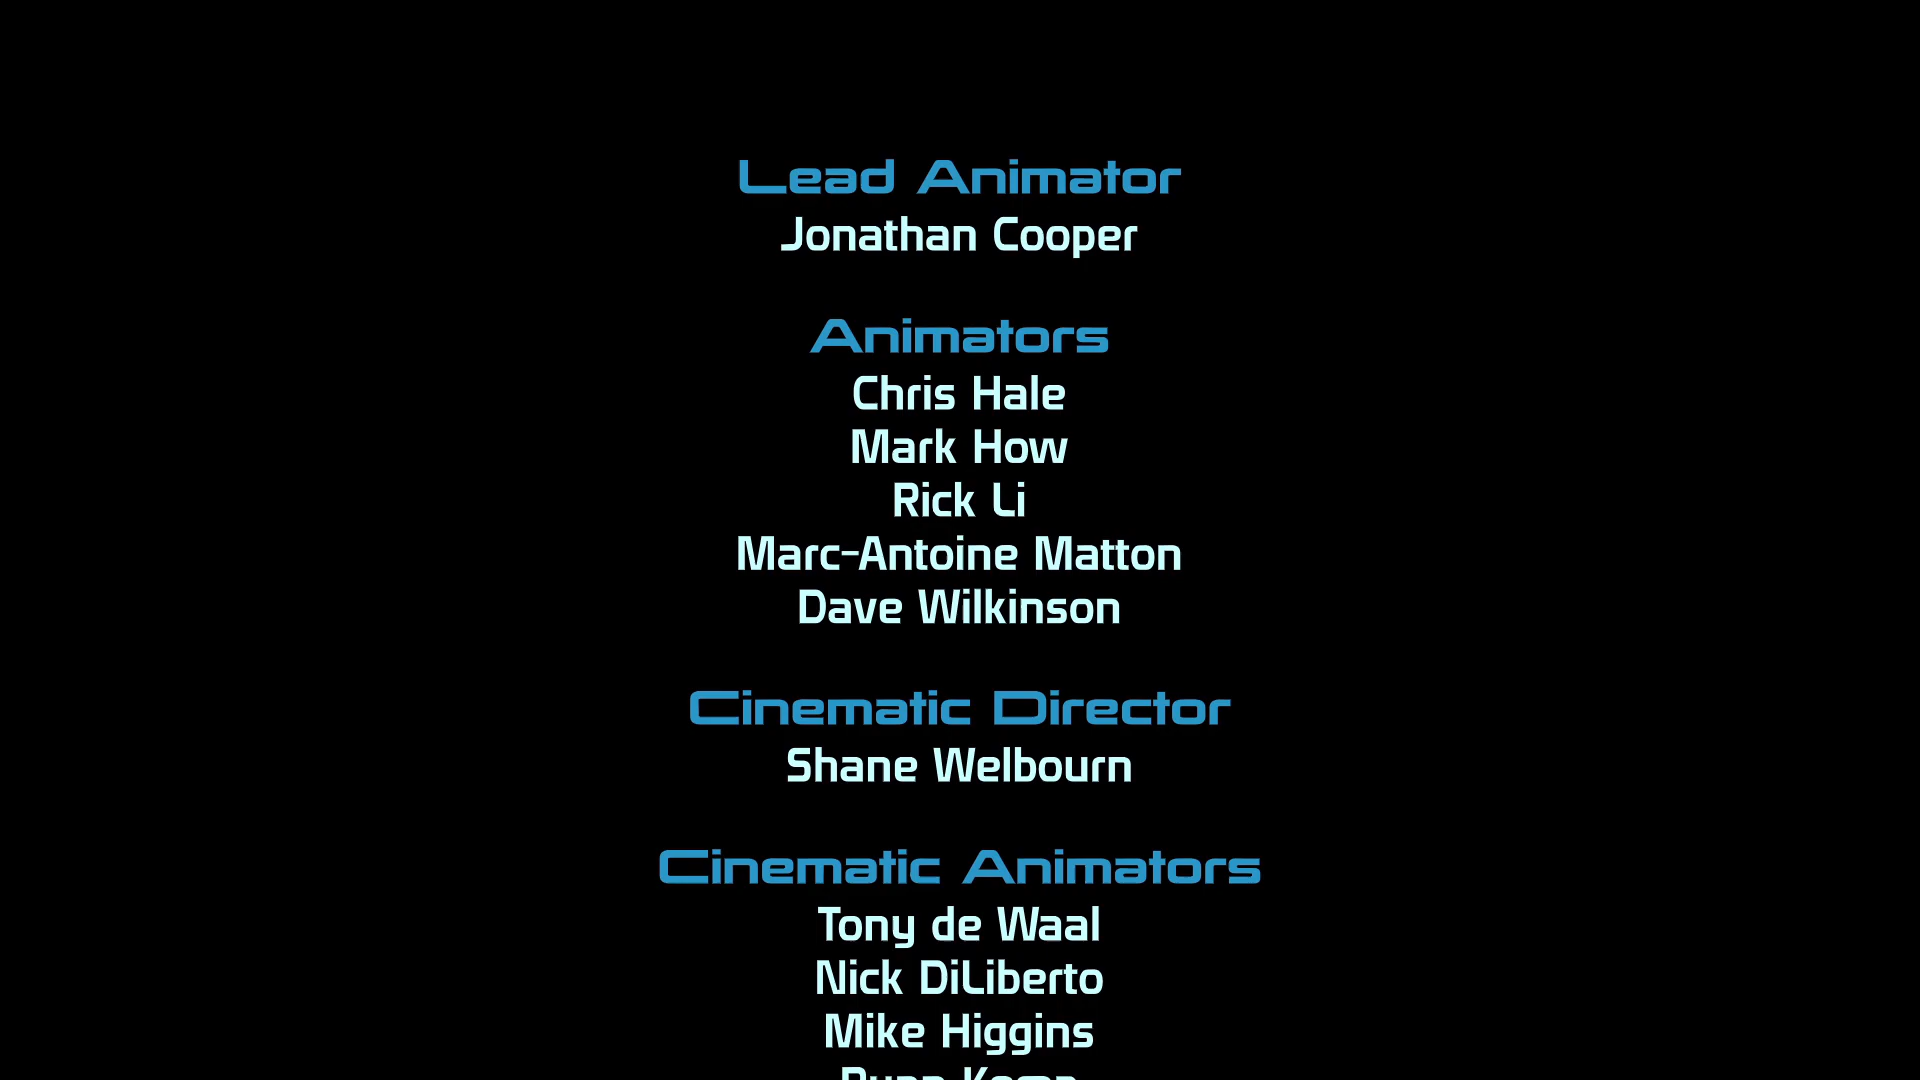 Lead Animator
Jonathan Cooper
Animators
Chris Hale
Mark How
Rick Li
Marc-Antoine Matton
Dave Wilkinson
Cinematic Director
Shane Welbourn
Cinematic Animators
Tony de Waal
Nick DiLiberto
Mike Higgins